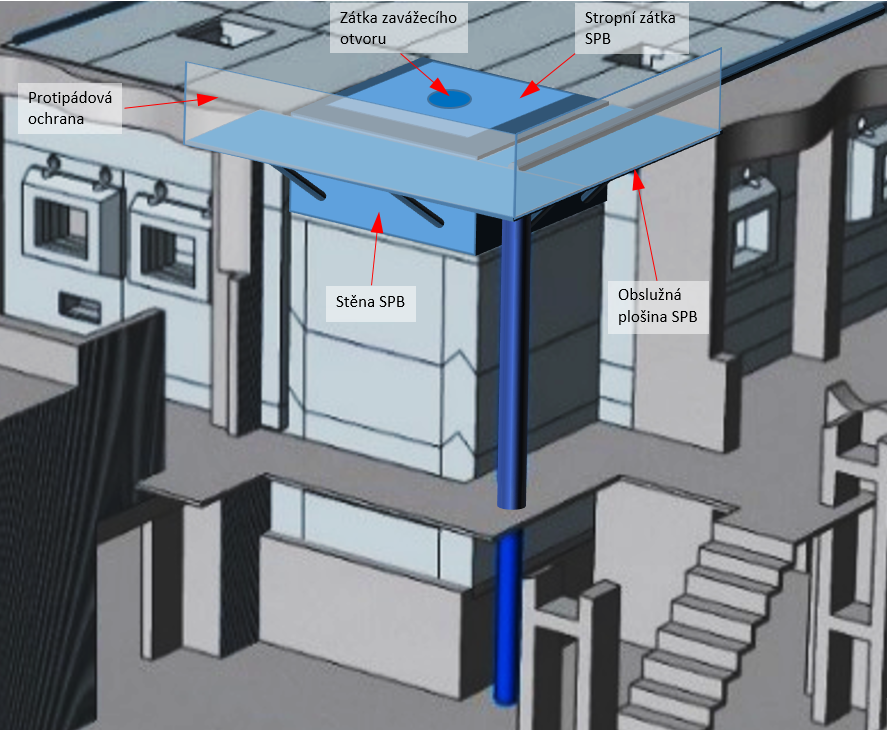 Zátka zavážecího
otvoru
Stropní zátka
SPB
Protipádová
ochrana
Stěna SPB
Obslužná
plošina SPB